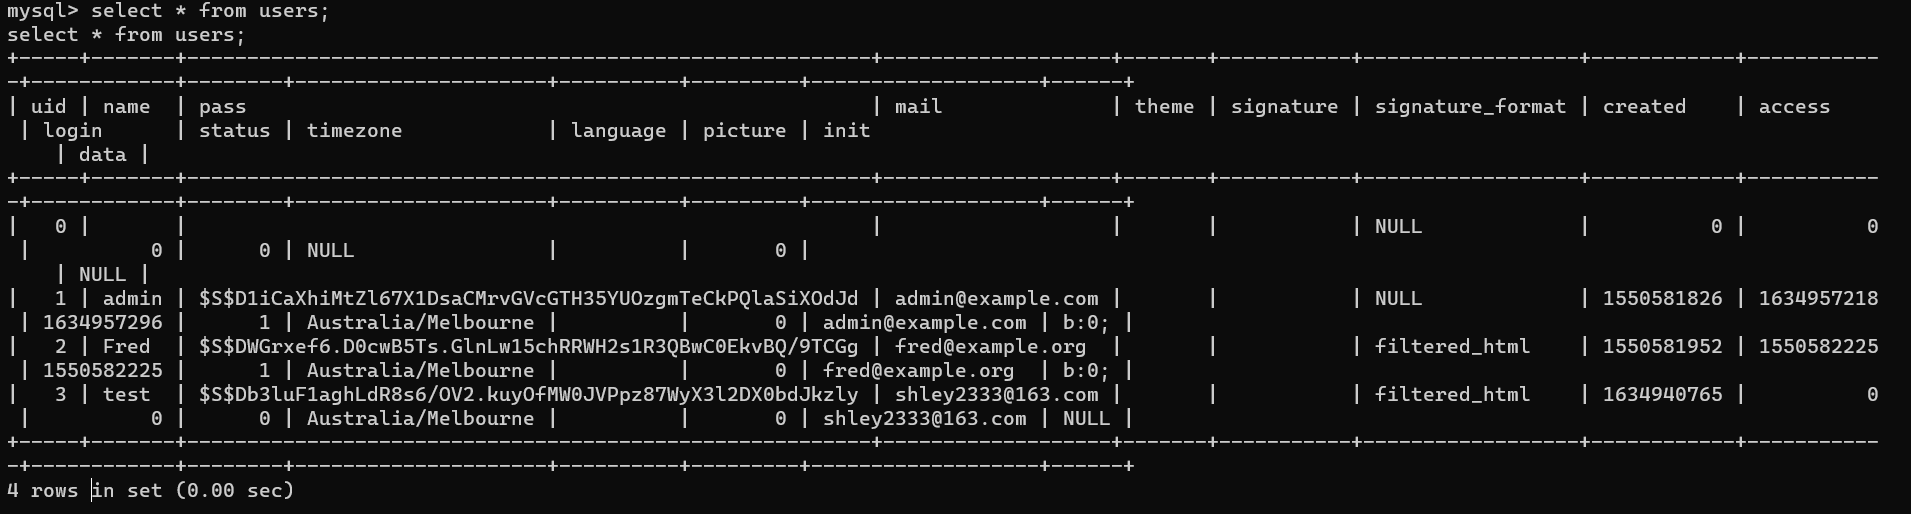 mysql> select * from users;
select * from users;
+-----+-------+---------------------------------------------------------+-------------------+-------+-----------+------------------+------------+-----------
-+------------+--------+---------------------+----------+---------+-------------------+------+
| uid | name  | pass                                                    | mail              | theme | signature | signature_format | created    | access
 | login      | status | timezone            | language | picture | init
    | data |
+-----+-------+---------------------------------------------------------+-------------------+-------+-----------+------------------+------------+-----------
-+------------+--------+---------------------+----------+---------+-------------------+------+
|   0 |       |                                                         |                   |       |           | NULL             |          0 |          0
 |          0 |      0 | NULL                |          |       0 |
    | NULL |
|   1 | admin | $S$D1iCaXhiMtZl67X1DsaCMrvGVcGTH35YUOzgmTeCkPQlaSiXOdJd | admin@example.com |       |           | NULL             | 1550581826 | 1634957218
 | 1634957296 |      1 | Australia/Melbourne |          |       0 | admin@example.com | b:0; |
|   2 | Fred  | $S$DWGrxef6.D0cwB5Ts.GlnLw15chRRWH2s1R3QBwC0EkvBQ/9TCGg | fred@example.org  |       |           | filtered_html    | 1550581952 | 1550582225
 | 1550582225 |      1 | Australia/Melbourne |          |       0 | fred@example.org  | b:0; |
|   3 | test  | $S$Db3luF1aghLdR8s6/OV2.kuyOfMW0JVPpz87WyX3l2DX0bdJkzly | shley2333@163.com |       |           | filtered_html    | 1634940765 |          0
 |          0 |      0 | Australia/Melbourne |          |       0 | shley2333@163.com | NULL |
+-----+-------+---------------------------------------------------------+-------------------+-------+-----------+------------------+------------+-----------
-+------------+--------+---------------------+----------+---------+-------------------+------+
4 rows in set (0.00 sec)